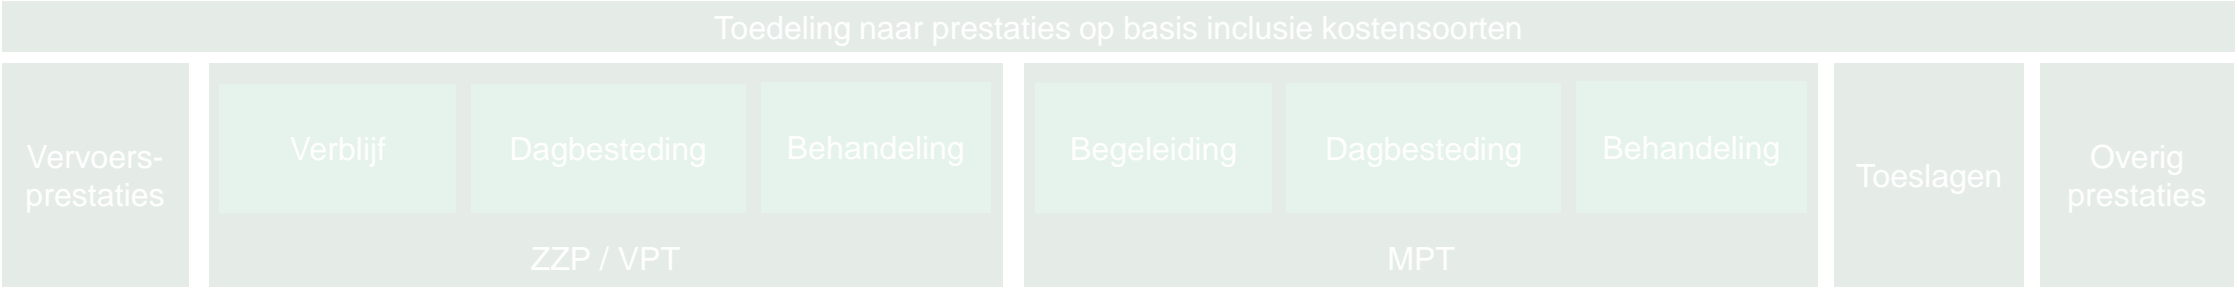 Toedeling naar prestaties op basis inclusie kostensoorten
Vervoers-
prestaties
Verblijf
Dagbesteding
Behandeling
ZZP / VPT
Begeleiding
Dagbesteding
Behandeling
MPT
Toeslagen
Overig
prestaties